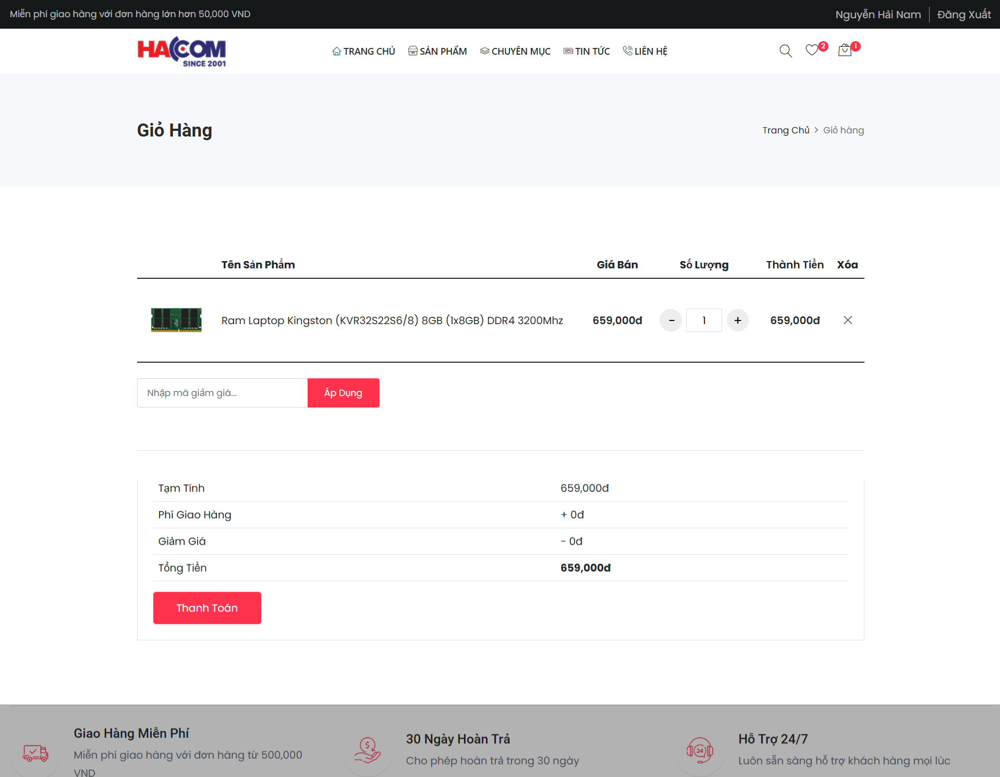 Miễn phí giao hàng với đơn hàng lớn hơn 50,000 VND
Nguyễn Hải Nam
Đăng Xuất
HACOM
SINCE 2001
TRANG CHỦ
SẢN PHẨM
CHUYÊN MỤC
TIN TỨC
LIÊN HỆ
2
1
Giỏ Hàng
Trang Chủ > Giỏ hàng
Tên Sản Phẩm Giá Bán Số Lượng Thành Tiền Xóa
Ram Laptop Kingston (KVR32S22S6/8) 8GB (1x8GB) DDR4 3200Mhz 659,000đ - 1 + 659,000đ
Nhập mã giảm giá...
Áp Dụng
Tạm Tính 659,000đ
Phí Giao Hàng + 0đ
Giảm Giá - 0đ
Tổng Tiền 659,000đ
Thanh Toán
Giao Hàng Miễn Phí
Miễn phí giao hàng với đơn hàng từ 500,000
VND
30 Ngày Hoàn Trả
Cho phép hoàn trả trong 30 ngày
24
Hỗ Trợ 24/7
Luôn sẵn sàng hỗ trợ khách hàng mọi lúc